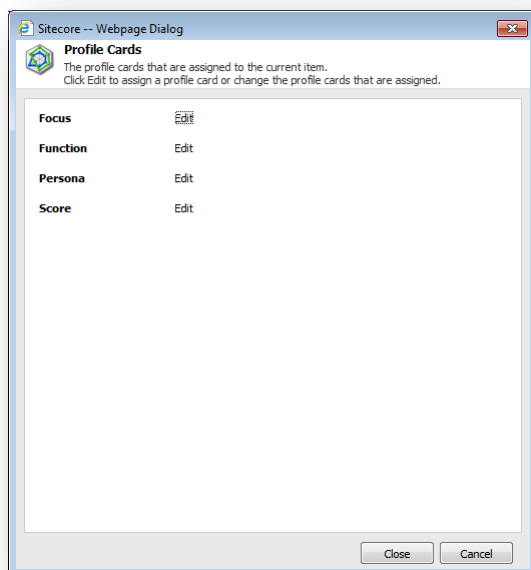 Sitecore -- Webpage Dialog
Profile Cards
The profile cards that are assigned to the current item.
Click Edit to assign a profile card or change the profile cards that are assigned.
Focus Edit
Function Edit
Persona Edit
Score Edit
Close Cancel